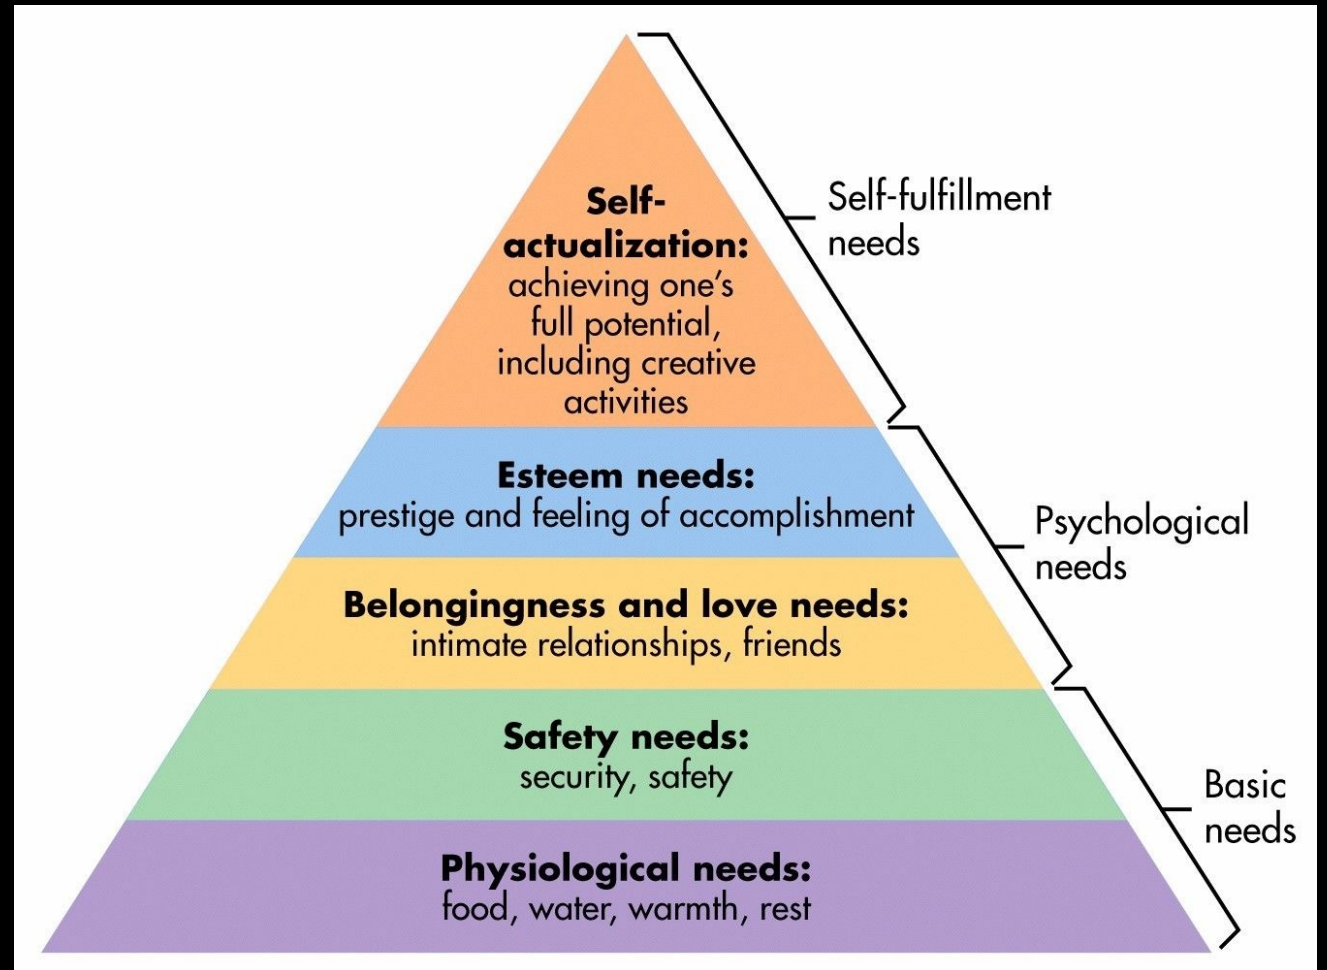 Self-
actualization:
achieving one's
full potential,
including creative
activities
Self-fulfillment
needs
Esteem needs:
prestige and feeling of accomplishment
Belongingness and love needs:
intimate relationships, friends
Psychological
needs
Safety needs:
security, safety
Physiological needs:
food, water, warmth, rest
Basic
needs